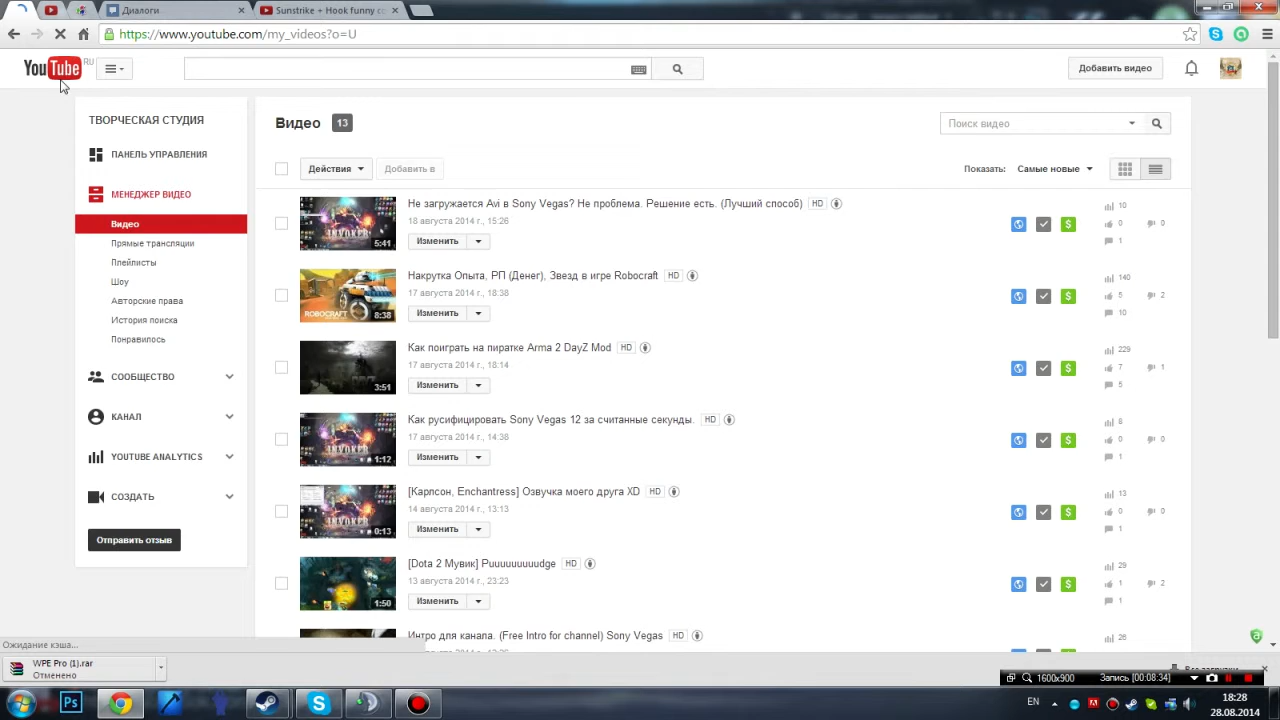 Диалоги
Sunstrike + Hook funny co
https://www.youtube.com/my_videos?o=U
YouTube RU
Добавить видео
ТВОРЧЕСКАЯ СТУДИЯ
ПАНЕЛЬ УПРАВЛЕНИЯ
МЕНЕДЖЕР ВИДЕО
Видео
Прямые трансляции
Плейлисты
Шоу
Авторские права
История поиска
Понравилось
СООБЩЕСТВО
КАНАЛ
YOUTUBE ANALYTICS
СОЗДАТЬ
Отправить отзыв
Видео 13
Поиск видео
Действия
Добавить в
Показать: Самые новые
Не загружается Avi в Sony Vegas? Не проблема. Решение есть. (Лучший способ) HD
18 августа 2014 г., 15:26
Изменить
5:41
10
0 0
1
Накрутка Опыта, РП (Денег), Звезд в игре Robocraft HD
17 августа 2014 г., 18:38
Изменить
ROBOCRAFT
8:38
140
5 2
10
Как поиграть на пиратке Arma 2 DayZ Mod HD
17 августа 2014 г., 18:14
Изменить
3:51
229
7 1
5
Как русифицировать Sony Vegas 12 за считанные секунды. HD
17 августа 2014 г., 14:38
Изменить
INVOKER
1:12
8
0 0
1
[Карлсон, Enchantress] Озвучка моего друга XD HD
14 августа 2014 г., 13:13
Изменить
INVOKER
0:13
13
0 0
1
[Dota 2 Мувик] Puuuuuuuuudge HD
13 августа 2014 г., 23:23
Изменить
1:50
29
1 2
1
Интро для канала. (Free Intro for channel) Sony Vegas HD
26
Ожидание кэша...
WPE Pro (1).rar
Отменено
Все загрузки...
1600x900
Запись [00:08:34]
Ps
EN
18:28
28.08.2014